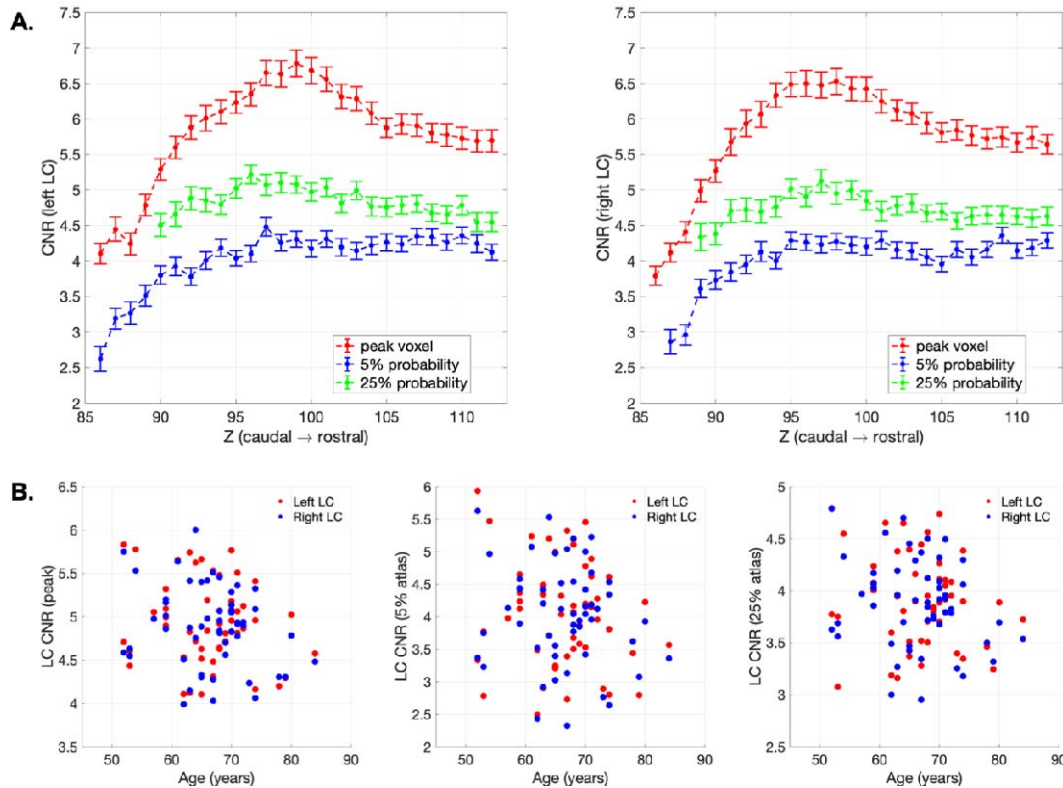 A.
7.5
7
6.5
6
5.5
5
4.5
4
3.5
3
2.5
2
CNR (left LC)
85 90 95 100 105 110
Z (caudal → rostral)
peak voxel
5% probability
25% probability
7.5
7
6.5
6
5.5
5
4.5
4
3.5
3
2.5
2
CNR (right LC)
85 90 95 100 105 110
Z (caudal → rostral)
peak voxel
5% probability
25% probability
B.
6.5
6
5.5
5
4.5
4
3.5
LC CNR (peak)
50 60 70 80 90
Age (years)
Left LC
Right LC
6
5.5
5
4.5
4
3.5
3
2.5
2
LC CNR (5% atlas)
50 60 70 80 90
Age (years)
Left LC
Right LC
5
4.5
4
3.5
3
2.5
LC CNR (25% atlas)
50 60 70 80 90
Age (years)
Left LC
Right LC